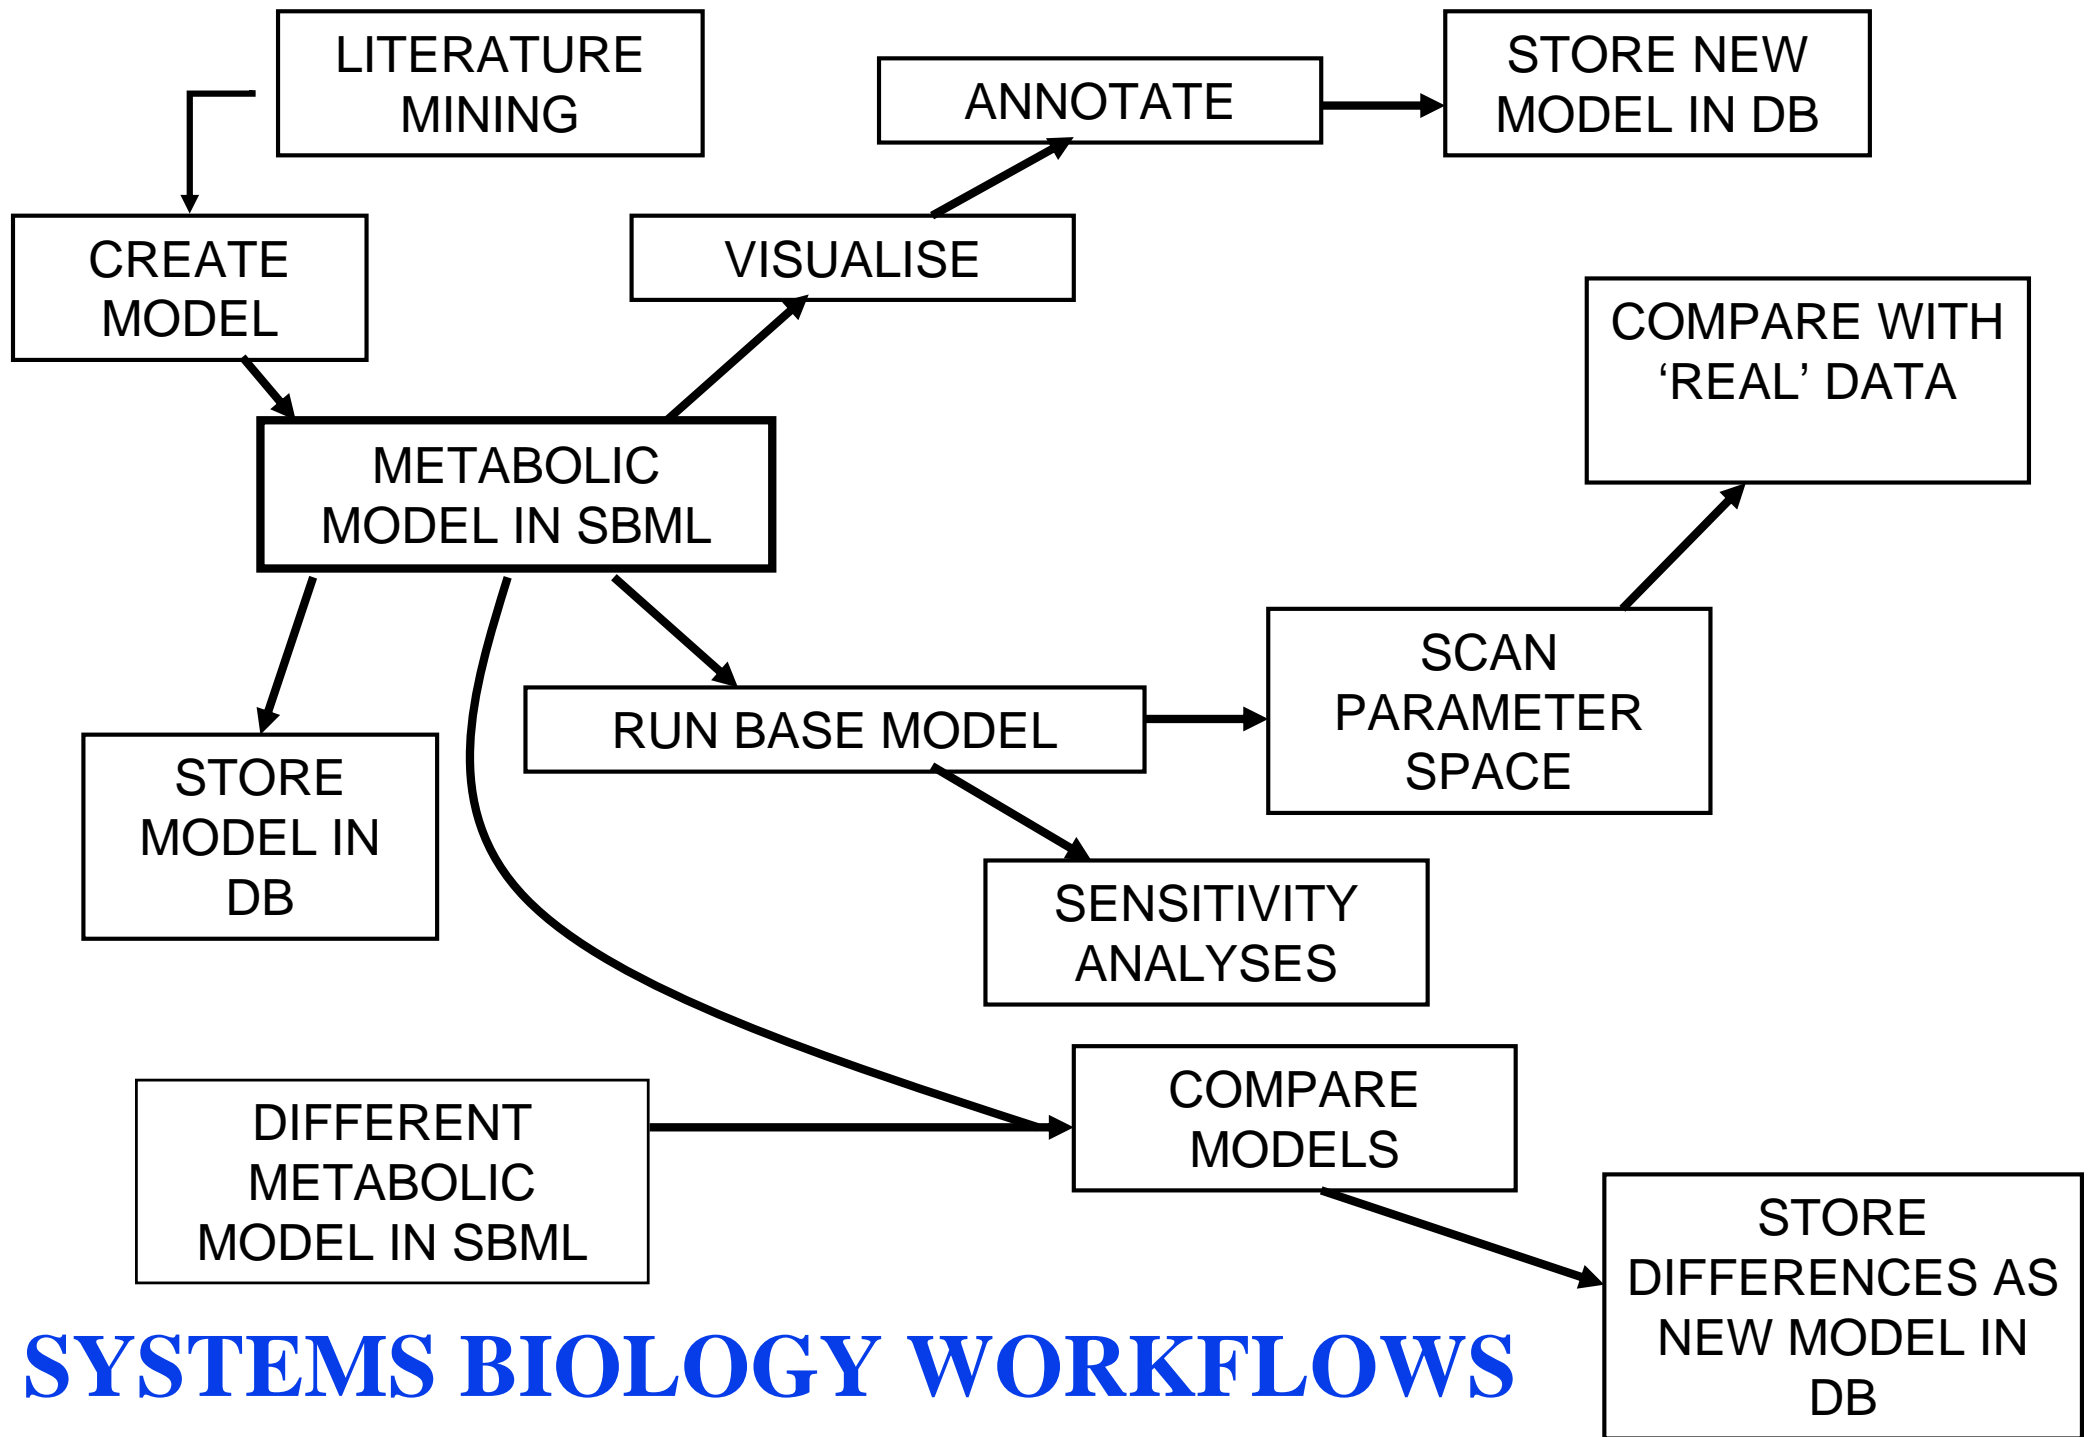 LITERATURE
MINING
ANNOTATE
STORE NEW
MODEL IN DB
CREATE
MODEL
VISUALISE
COMPARE WITH
‘REAL’ DATA
METABOLIC
MODEL IN SBML
SCAN
PARAMETER
SPACE
RUN BASE MODEL
STORE
MODEL IN
DB
SENSITIVITY
ANALYSES
COMPARE
MODELS
DIFFERENT
METABOLIC
MODEL IN SBML
STORE
DIFFERENCES AS
NEW MODEL IN
DB
SYSTEMS BIOLOGY WORKFLOWS